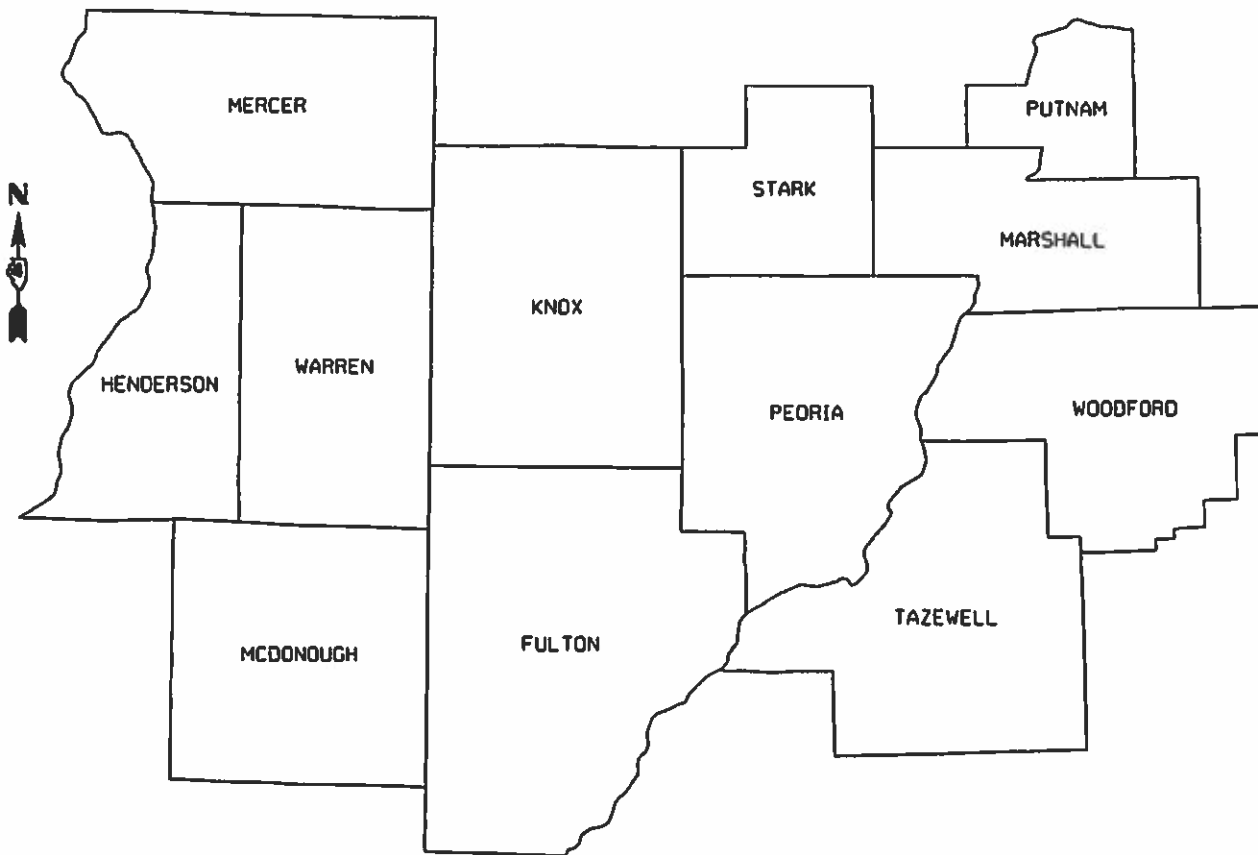 MERCER
PUTNAM
STARK
N
MARSHALL
KNOX
WARREN
HENDERSON
PEORIA
WOODFORD
TAZEWELL
FULTON
MCDONOUGH